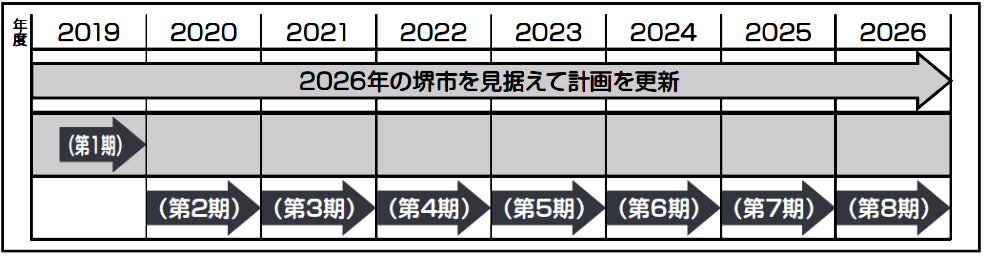 年度 2019 2020 2021 2022 2023 2024 2025 2026
2026年の堺市を見据えて計画を更新
(第1期)
(第2期) (第3期) (第4期) (第5期) (第6期) (第7期) (第8期)